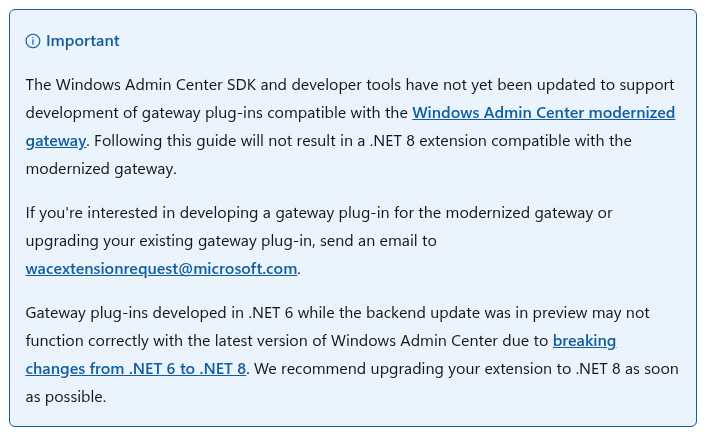 Important
The Windows Admin Center SDK and developer tools have not yet been updated to support
development of gateway plug-ins compatible with the Windows Admin Center modernized
gateway. Following this guide will not result in a .NET 8 extension compatible with the
modernized gateway.
If you're interested in developing a gateway plug-in for the modernized gateway or
upgrading your existing gateway plug-in, send an email to
wacextensionrequest@microsoft.com.
Gateway plug-ins developed in .NET 6 while the backend update was in preview may not
function correctly with the latest version of Windows Admin Center due to breaking
changes from .NET 6 to .NET 8. We recommend upgrading your extension to .NET 8 as soon
as possible.